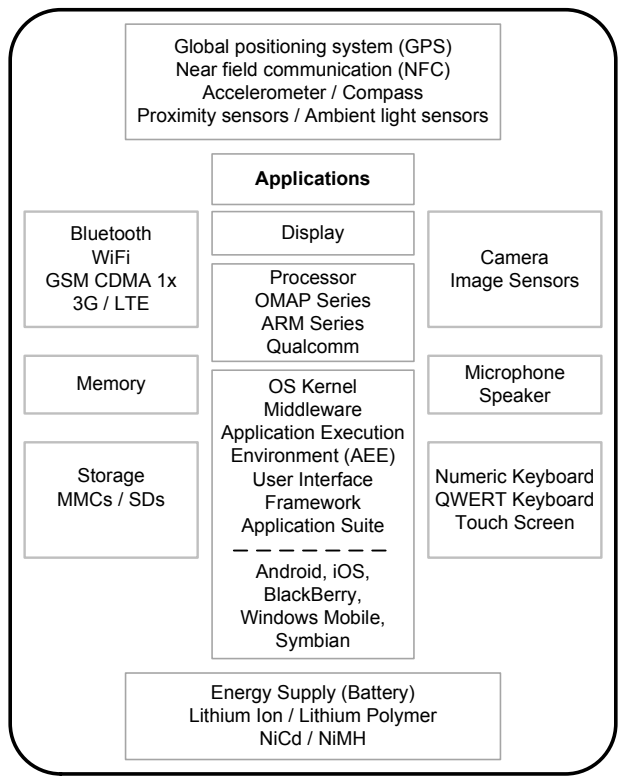 Global positioning system (GPS)
Near field communication (NFC)
Accelerometer / Compass
Proximity sensors / Ambient light sensors
Applications
Bluetooth
WiFi
GSM CDMA 1x
3G / LTE
Display
Camera
Image Sensors
Processor
OMAP Series
ARM Series
Qualcomm
Memory
OS Kernel
Middleware
Application Execution
Environment (AEE)
User Interface
Framework
Application Suite
Android, iOS,
BlackBerry,
Windows Mobile,
Symbian
Microphone
Speaker
Storage
MMCs / SDs
Numeric Keyboard
QWERT Keyboard
Touch Screen
Energy Supply (Battery)
Lithium Ion / Lithium Polymer
NiCd / NiMH